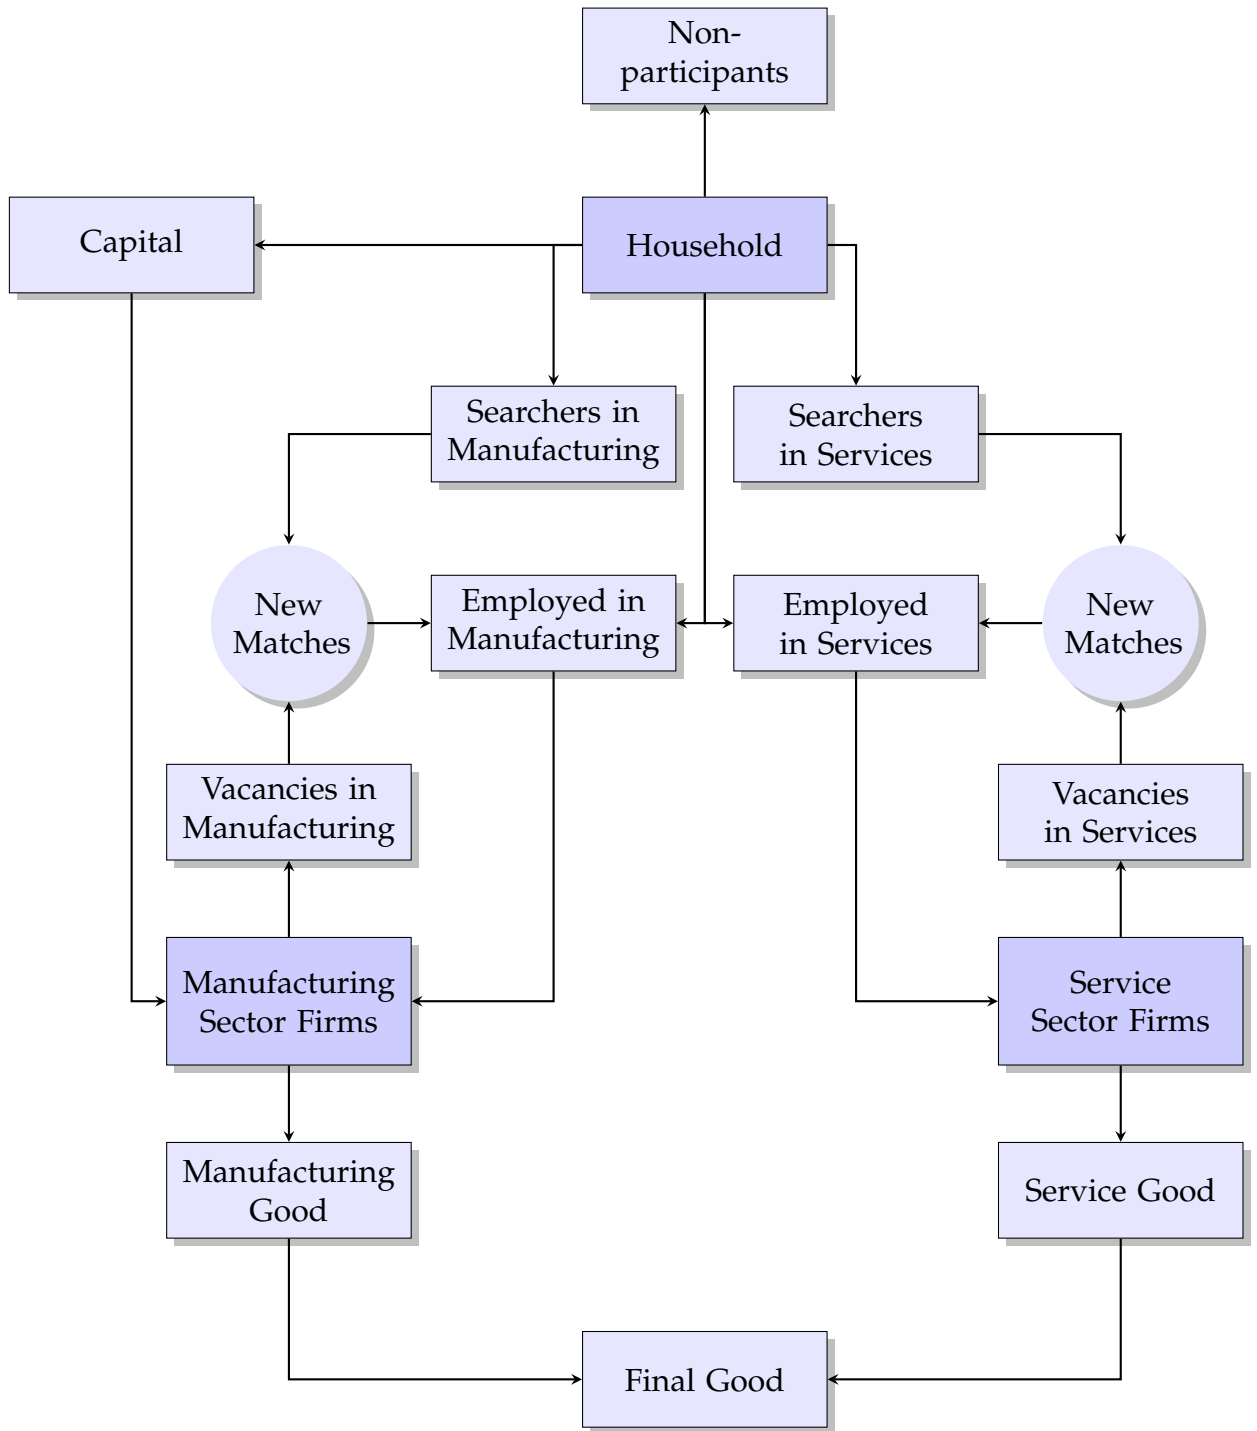 Non-
participants
Capital
Household
Searchers in
Manufacturing
Searchers
in Services
New
Matches
Employed in
Manufacturing
Employed
in Services
New
Matches
Vacancies in
Manufacturing
Vacancies
in Services
Manufacturing
Sector Firms
Service
Sector Firms
Manufacturing
Good
Service Good
Final Good